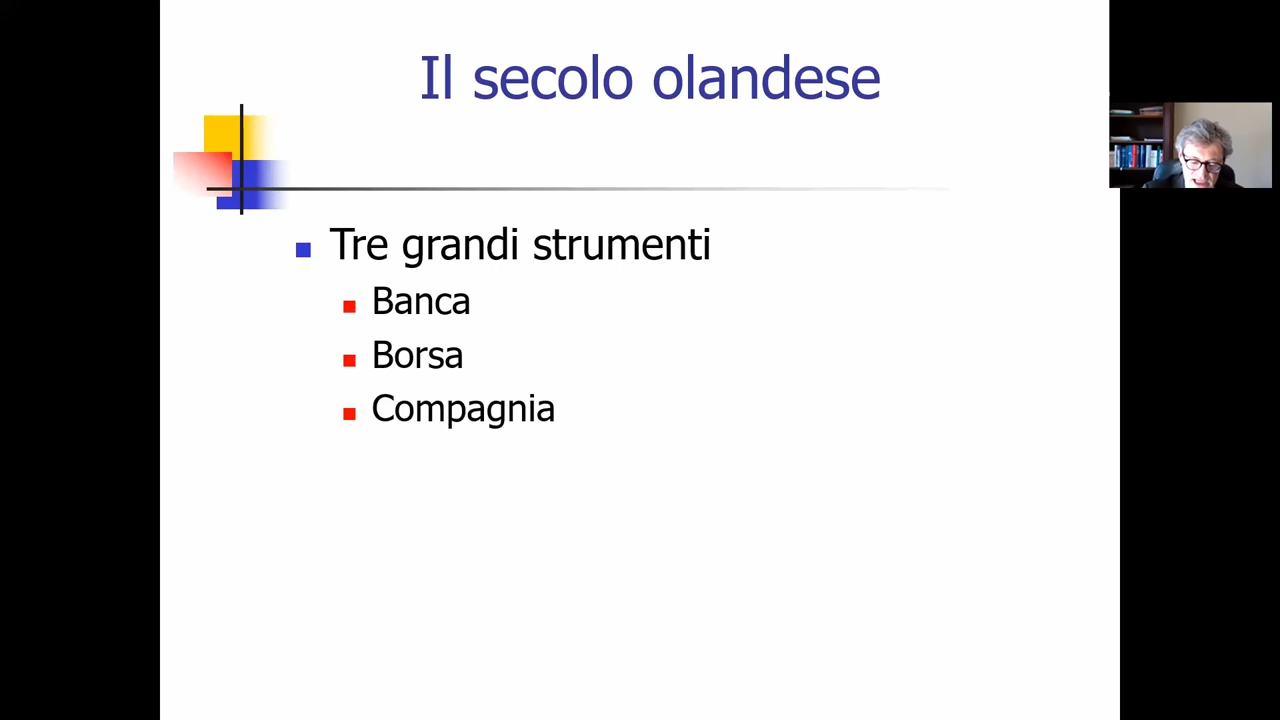 Il secolo olandese
Tre grandi strumenti
Banca
Borsa
Compagnia